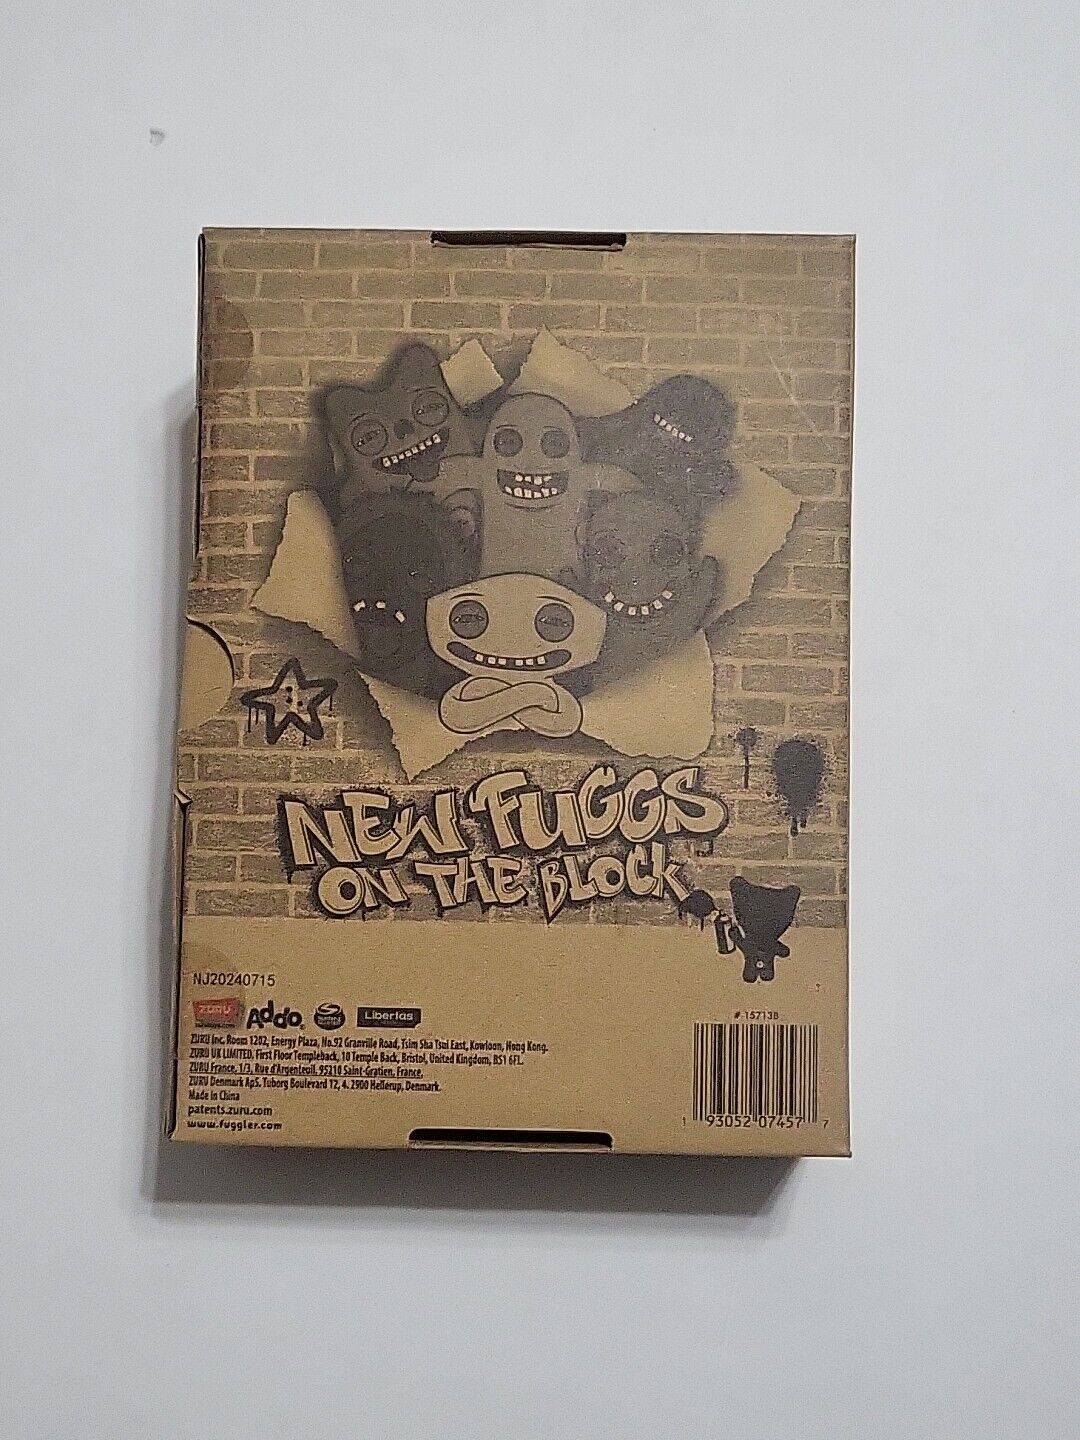 NEW FUGGS
ON THE BLOCK
NJ20240715
ZURU
Addo
Libertas
ZURU Inc. Room 1202, Energy Plaza, No.92 Granville Road, Tsim Sha Tsui East, Kowloon, Hong Kong.
ZURU UK LIMITED, First Floor Templeback, 10 Temple Back, Bristol, United Kingdom, BS1 6FL.
ZURU France, 1/3, Rue d'Argenteuil, 95210 Saint-Gratien, France.
ZURU Denmark ApS. Tuborg Boulevard 12, 4. 2900 Hellerup, Denmark.
Made in China
patents.zuru.com
www.fuggler.com
#15713B
1 93052 07457 7